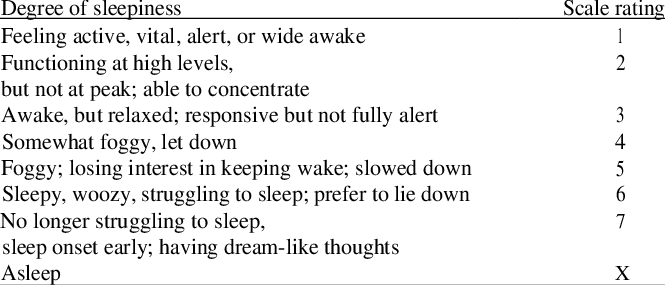 Degree of sleepiness Scale rating
Feeling active, vital, alert, or wide awake 1
Functioning at high levels, 2
but not at peak; able to concentrate
Awake, but relaxed; responsive but not fully alert 3
Somewhat foggy, let down 4
Foggy; losing interest in keeping wake; slowed down 5
Sleepy, woozy, struggling to sleep; prefer to lie down 6
No longer struggling to sleep, 7
sleep onset early; having dream-like thoughts
Asleep X